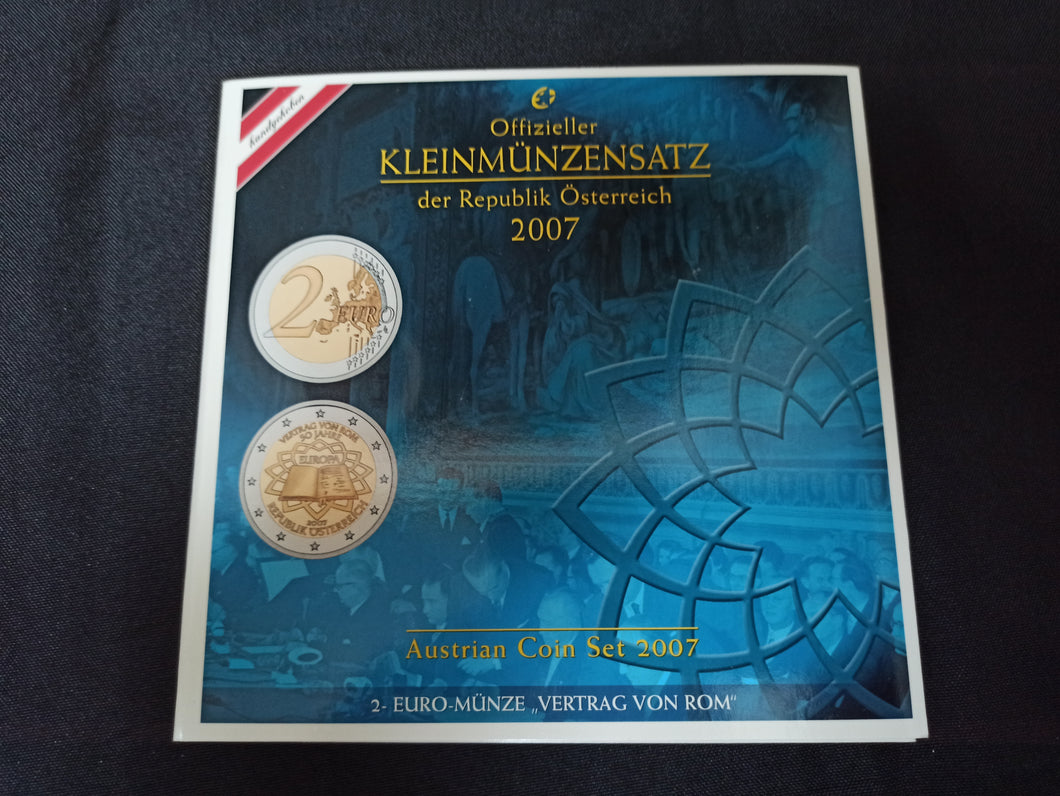 handgehoben
Offizieller
KLEINMÜNZENSATZ
der Republik Österreich
2007
2 EURO
VERTRAG VON ROM
50 JAHRE
EUROPA
2007
REPUBLIK ÖSTERREICH
Austrian Coin Set 2007
2- EURO-MÜNZE „VERTRAG VON ROM“